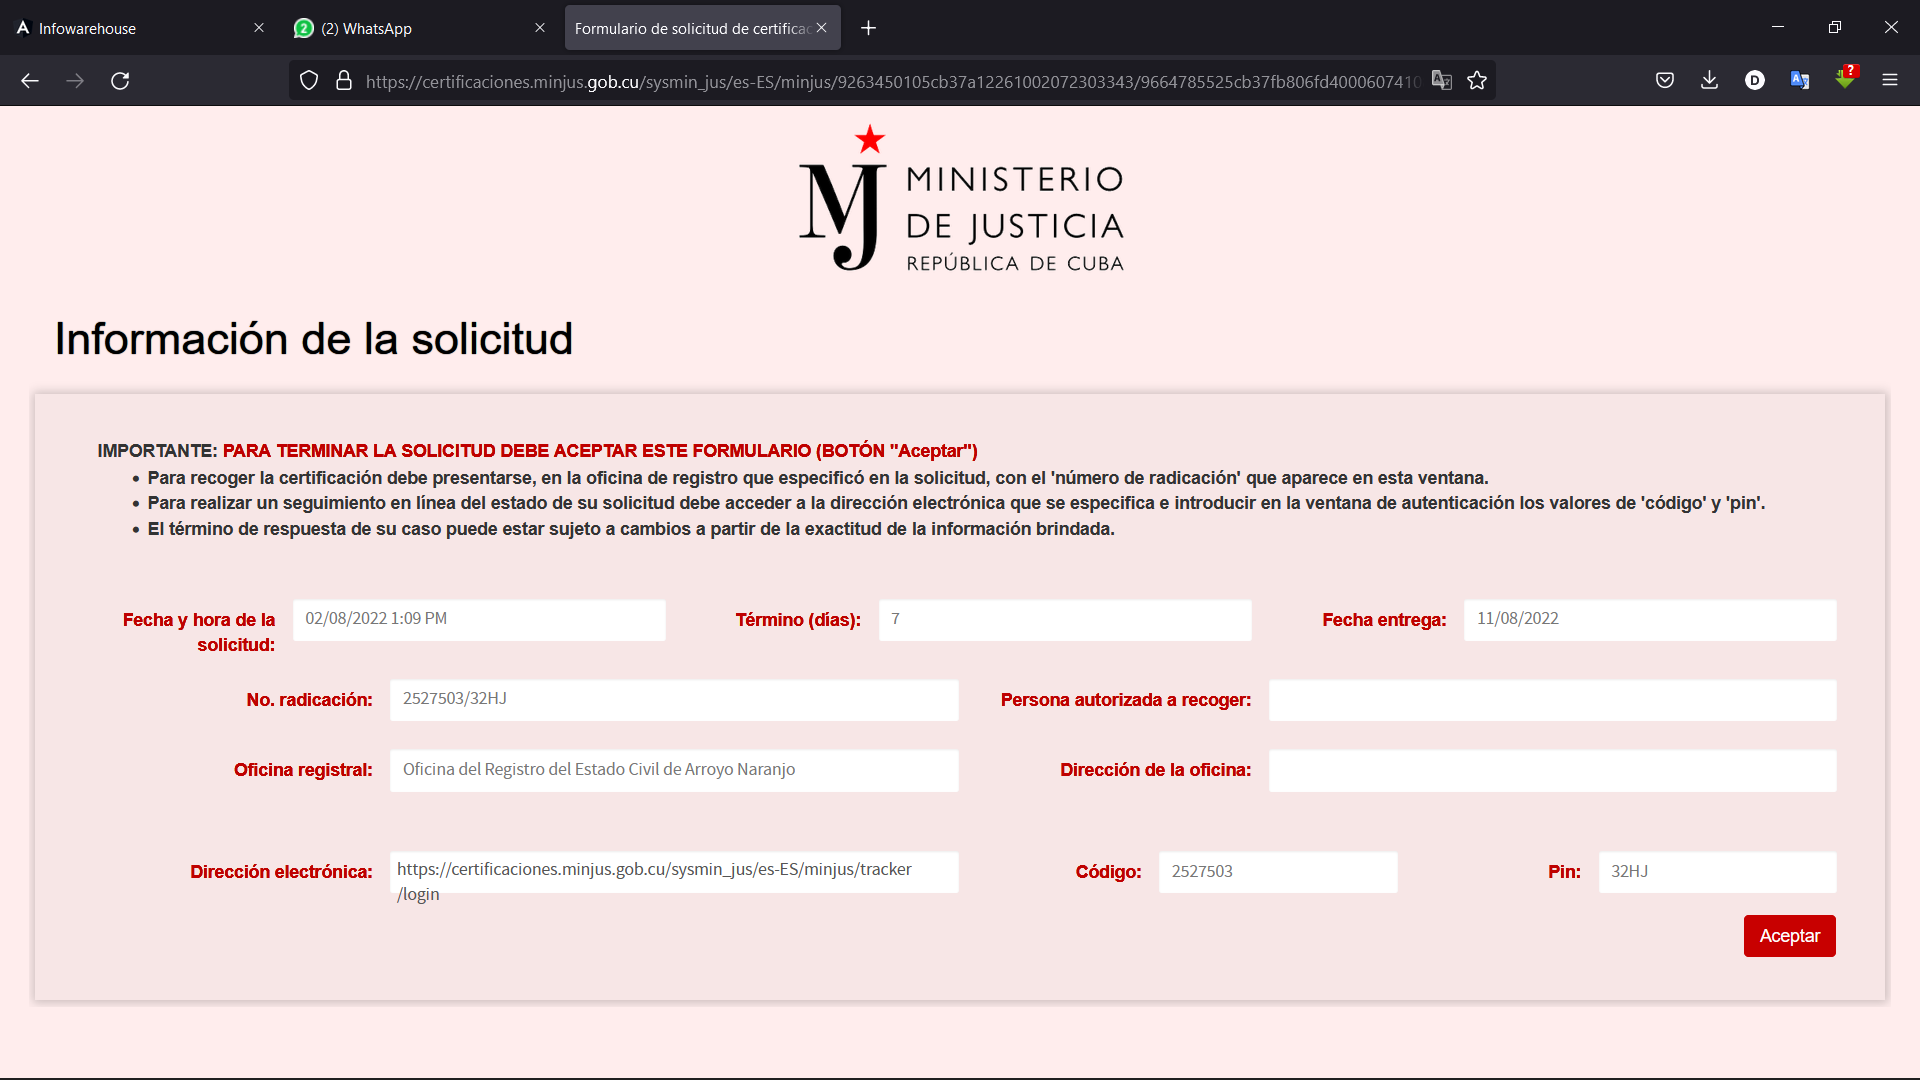 Infowarehouse
2
(2) WhatsApp
Formulario de solicitud de certificac
https://certificaciones.minjus.gob.cu/sysmin_jus/es-ES/minjus/9263450105cb37a12261002072303343/9664785525cb37fb806fd4000607410
D
?
MJ
MINISTERIO
DE JUSTICIA
REPÚBLICA DE CUBA
Información de la solicitud
IMPORTANTE: PARA TERMINAR LA SOLICITUD DEBE ACEPTAR ESTE FORMULARIO (BOTÓN "Aceptar")
• Para recoger la certificación debe presentarse, en la oficina de registro que especificó en la solicitud, con el 'número de radicación' que aparece en esta ventana.
• Para realizar un seguimiento en línea del estado de su solicitud debe acceder a la dirección electrónica que se especifica e introducir en la ventana de autenticación los valores de 'código' y 'pin'.
• El término de respuesta de su caso puede estar sujeto a cambios a partir de la exactitud de la información brindada.
Fecha y hora de la
solicitud:
02/08/2022 1:09 PM
Término (días):
7
Fecha entrega:
11/08/2022
No. radicación:
2527503/32HJ
Persona autorizada a recoger:
Oficina registral:
Oficina del Registro del Estado Civil de Arroyo Naranjo
Dirección de la oficina:
Dirección electrónica:
https://certificaciones.minjus.gob.cu/sysmin_jus/es-ES/minjus/tracker
/login
Código:
2527503
Pin:
32HJ
Aceptar